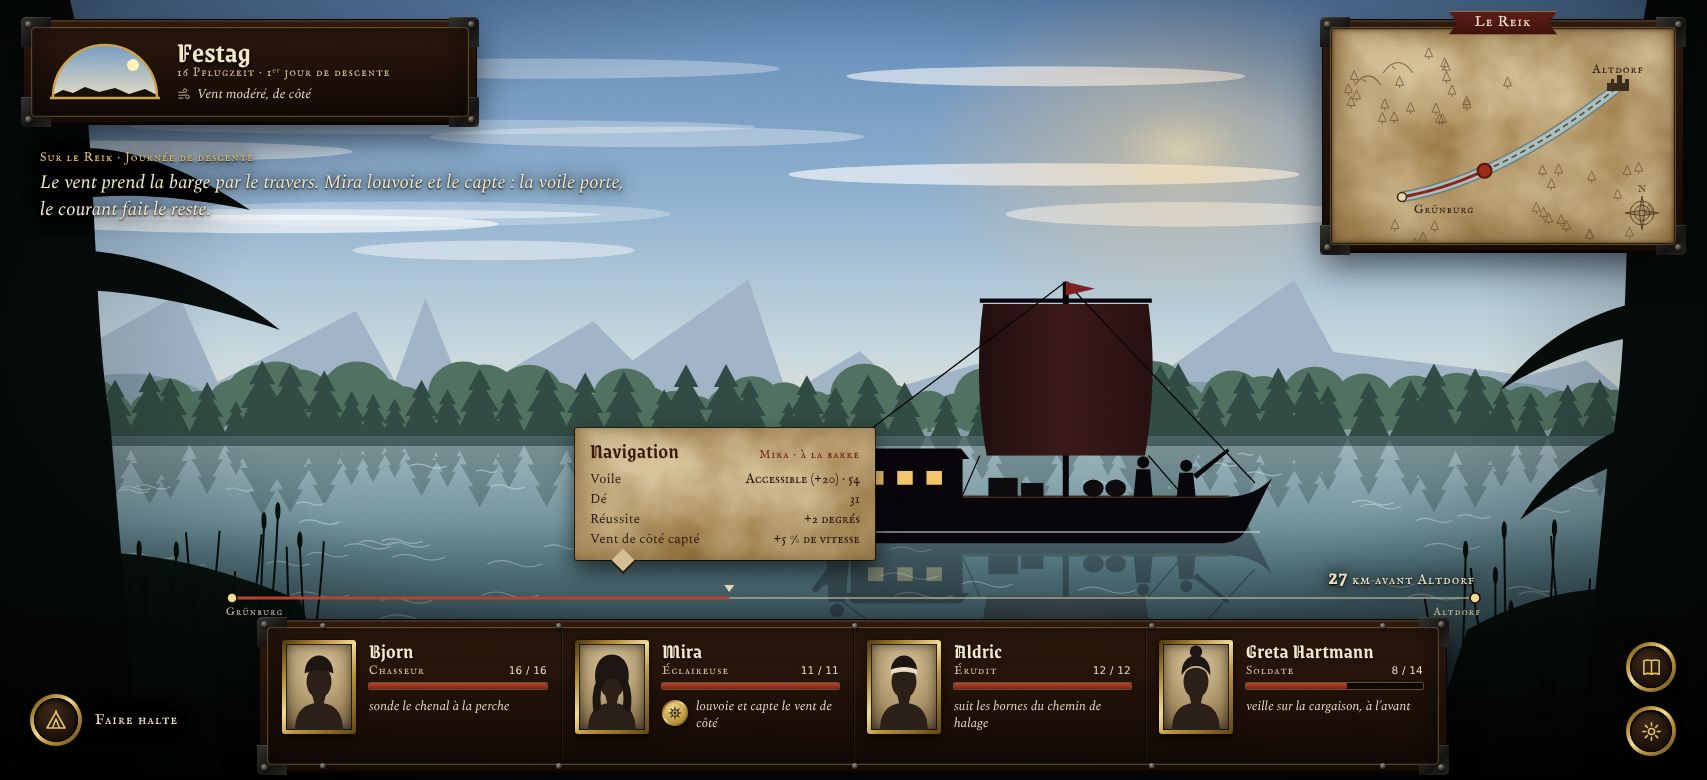 Festag
16 Pflugzeit · 1er jour de descente
Vent modéré, de côté
Le Reik
Altdorf
Grünburg
N
Sur le Reik · Journée de descente
Le vent prend la barge par le travers. Mira louvoie et le capte : la voile porte,
le courant fait le reste.
Navigation
Mira · à la barre
Voile
Accessible (+20) · 54
Dé
31
Réussite
+2 degrés
Vent de côté capté
+5 % de vitesse
27 km avant Altdorf
Grünburg
Altdorf
Bjorn
Chasseur
16 / 16
sonde le chenal à la perche
Mira
Éclaireuse
11 / 11
louvoie et capte le vent de
côté
Aldric
Érudit
12 / 12
suit les bornes du chemin de
halage
Greta Hartmann
Soldate
8 / 14
veille sur la cargaison, à l'avant
Faire halte